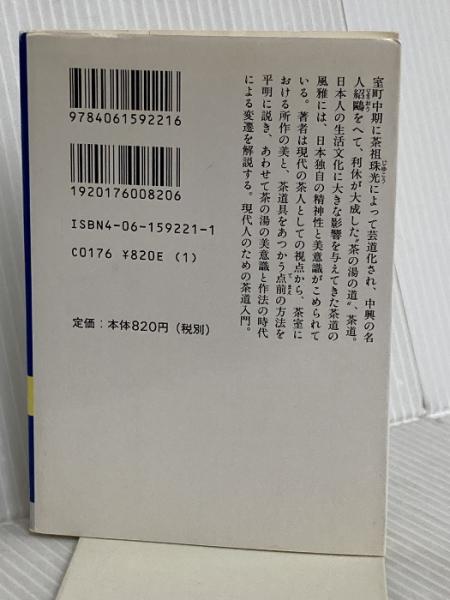 9784061592216
1920176008206
ISBN4-06-159221-1
C0176 ¥820E (1)
定価：本体820円（税別）
室町中期に茶祖珠光によって芸道化され、中興の名
人紹鷗をへて、利休が大成した〝茶の湯の道〟、茶道。
日本人の生活文化に大きな影響を与えてきた茶道の
風雅には、日本独自の精神性と美意識がこめられて
いる。著者は現代の茶人としての視点から、茶室に
おける所作の美と、茶道具をあつかう点前の方法を
平明に説き、あわせて茶の湯の美意識と作法の時代
による変遷を解説する。現代人のための茶道入門。